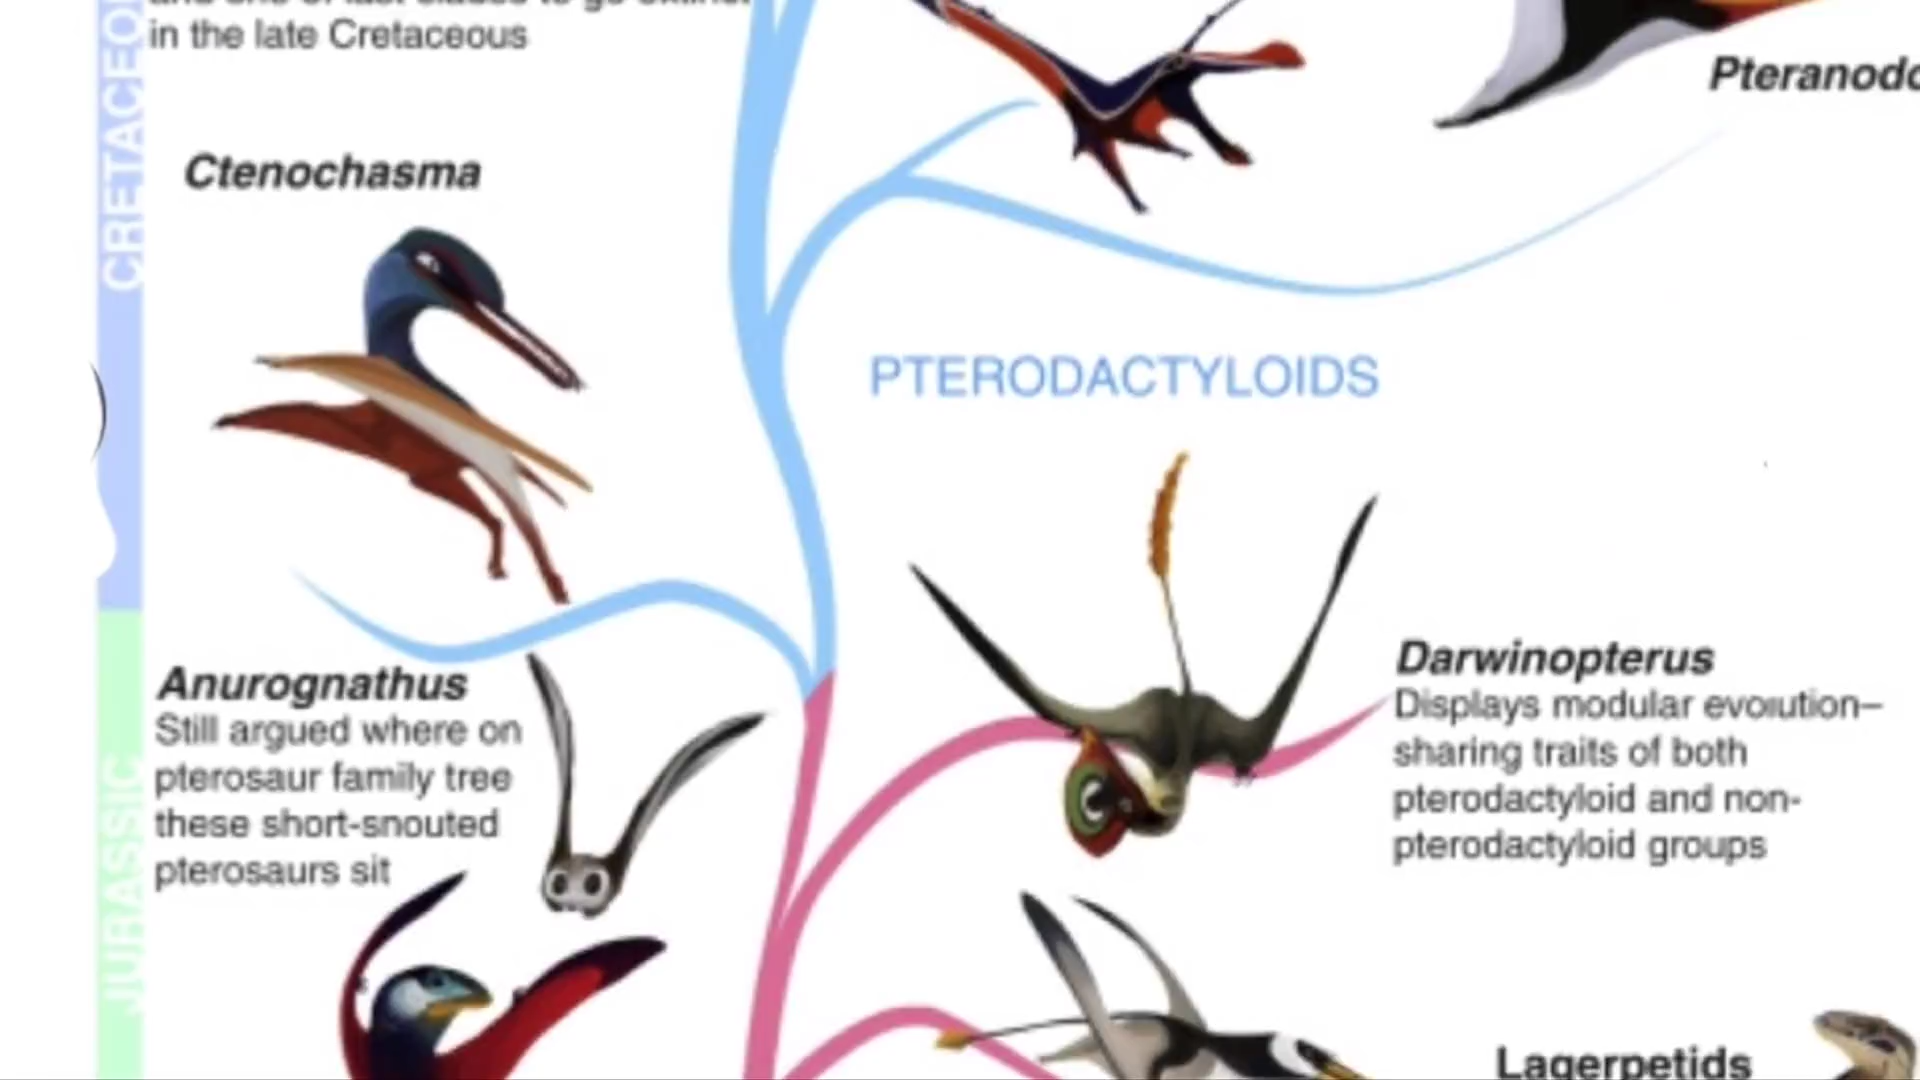 in the late Cretaceous
Ctenochasma
PTERODACTYLOIDS
Anurognathus
Still argued where on
pterosaur family tree
these short-snouted
pterosaurs sit
Darwinopterus
Displays modular evolution–
sharing traits of both
pterodactyloid and non-
pterodactyloid groups
Lagerpetids
JURASSIC